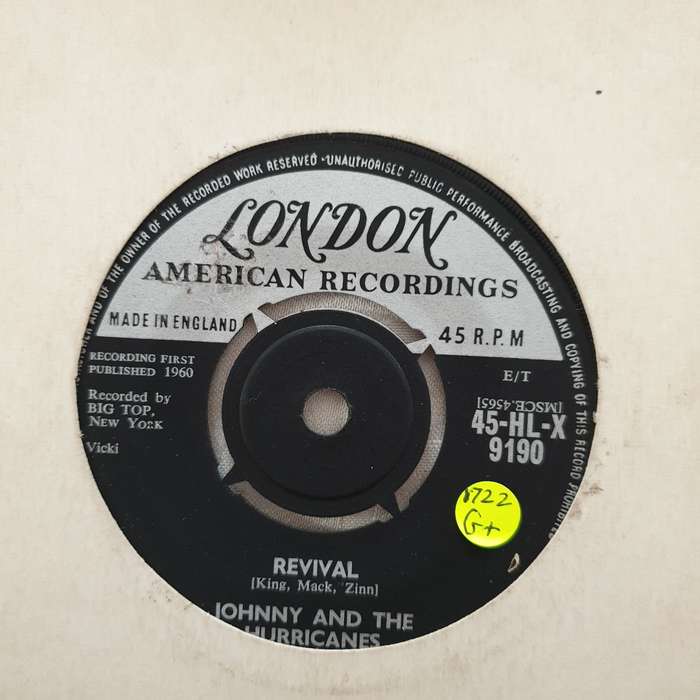 AND OF THE OWNER OF THE RECORDED WORK RESERVED · UNAUTHORISED PUBLIC PERFORMANCE BROADCASTING AND COPYING OF THIS RECORD PROHIBITED
LONDON
AMERICAN RECORDINGS
MADE IN ENGLAND
45 R.P.M
RECORDING FIRST
PUBLISHED 1960
E/T
Recorded by
BIG TOP,
NEW YORK
[MSCE.4565]
45-HL-X
9190
Vicki
G+
REVIVAL
[King, Mack, Zinn]
JOHNNY AND THE
HURRICANES